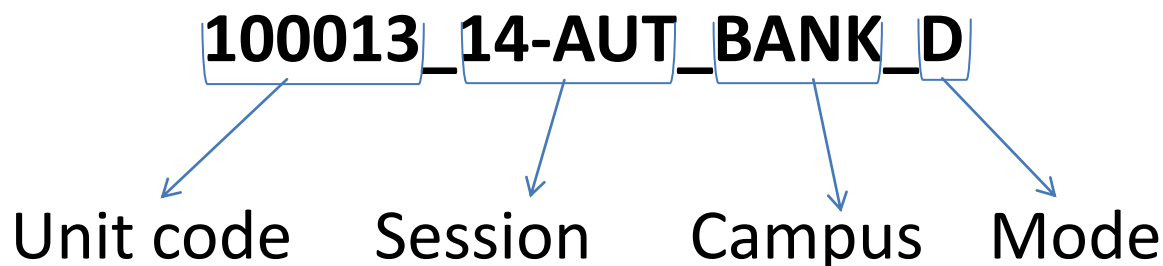 100013_14-AUT_BANK_D
Unit code Session Campus Mode